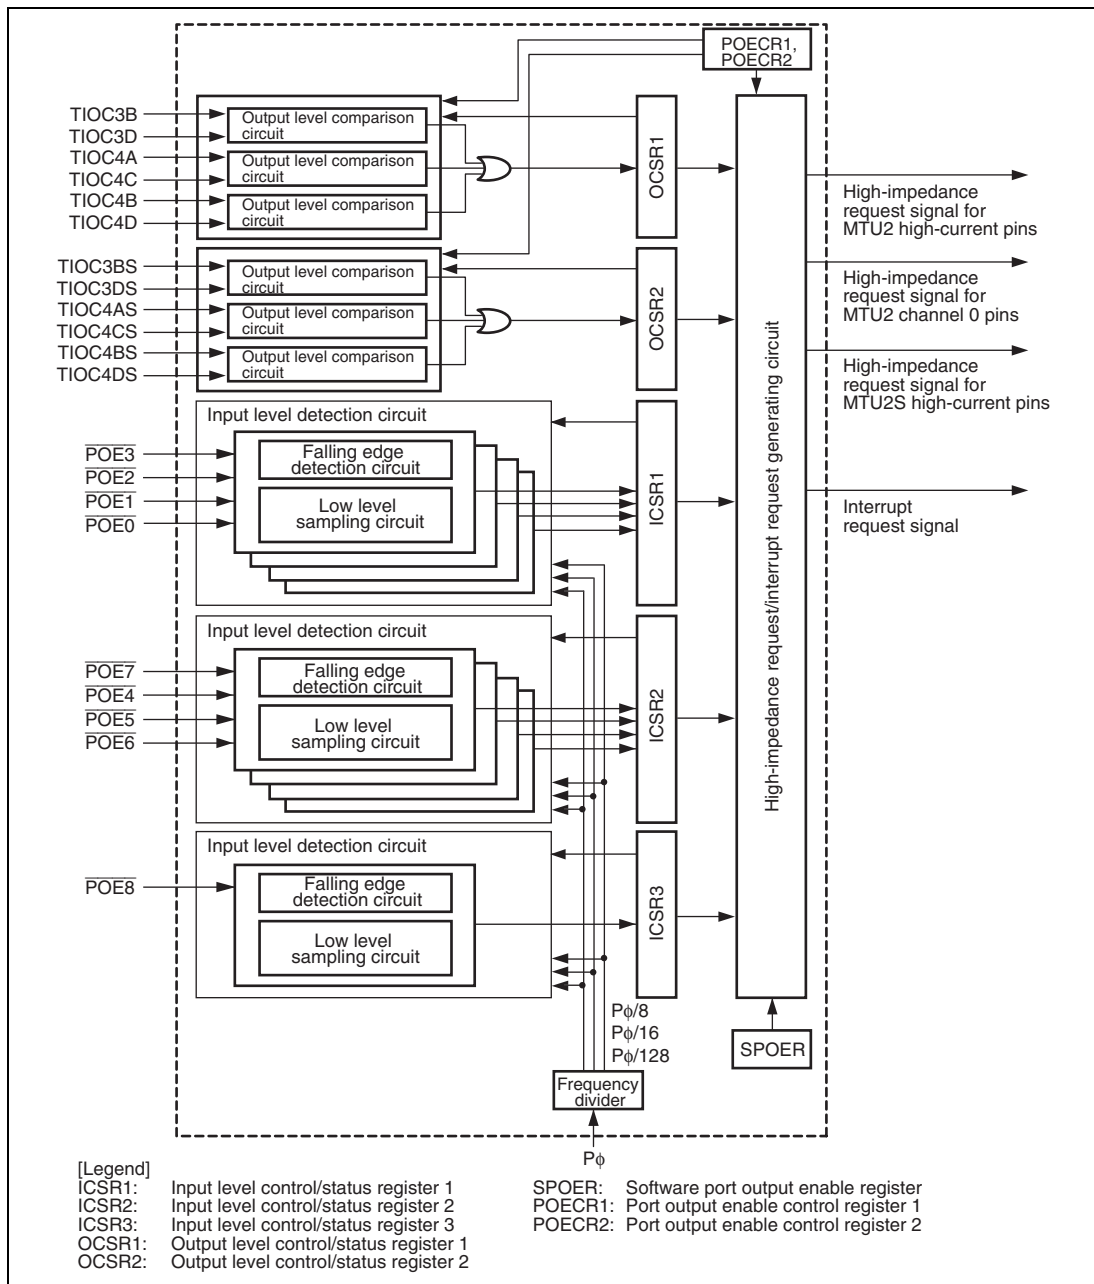 POECR1,
POECR2
TIOC3B
TIOC3D
TIOC4A
TIOC4C
TIOC4B
TIOC4D
Output level comparison
circuit
Output level comparison
circuit
Output level comparison
circuit
OCSR1
TIOC3BS
TIOC3DS
TIOC4AS
TIOC4CS
TIOC4BS
TIOC4DS
Output level comparison
circuit
Output level comparison
circuit
Output level comparison
circuit
OCSR2
Input level detection circuit
POE3
POE2
POE1
POE0
Falling edge
detection circuit
Low level
sampling circuit
ICSR1
Input level detection circuit
POE7
POE4
POE5
POE6
Falling edge
detection circuit
Low level
sampling circuit
ICSR2
Input level detection circuit
POE8
Falling edge
detection circuit
Low level
sampling circuit
ICSR3
High-impedance request/interrupt request generating circuit
High-impedance
request signal for
MTU2 high-current pins
High-impedance
request signal for
MTU2 channel 0 pins
High-impedance
request signal for
MTU2S high-current pins
Interrupt
request signal
Pφ/8
Pφ/16
Pφ/128
SPOER
Frequency
divider
Pφ
[Legend]
ICSR1: Input level control/status register 1
ICSR2: Input level control/status register 2
ICSR3: Input level control/status register 3
OCSR1: Output level control/status register 1
OCSR2: Output level control/status register 2
SPOER: Software port output enable register
POECR1: Port output enable control register 1
POECR2: Port output enable control register 2